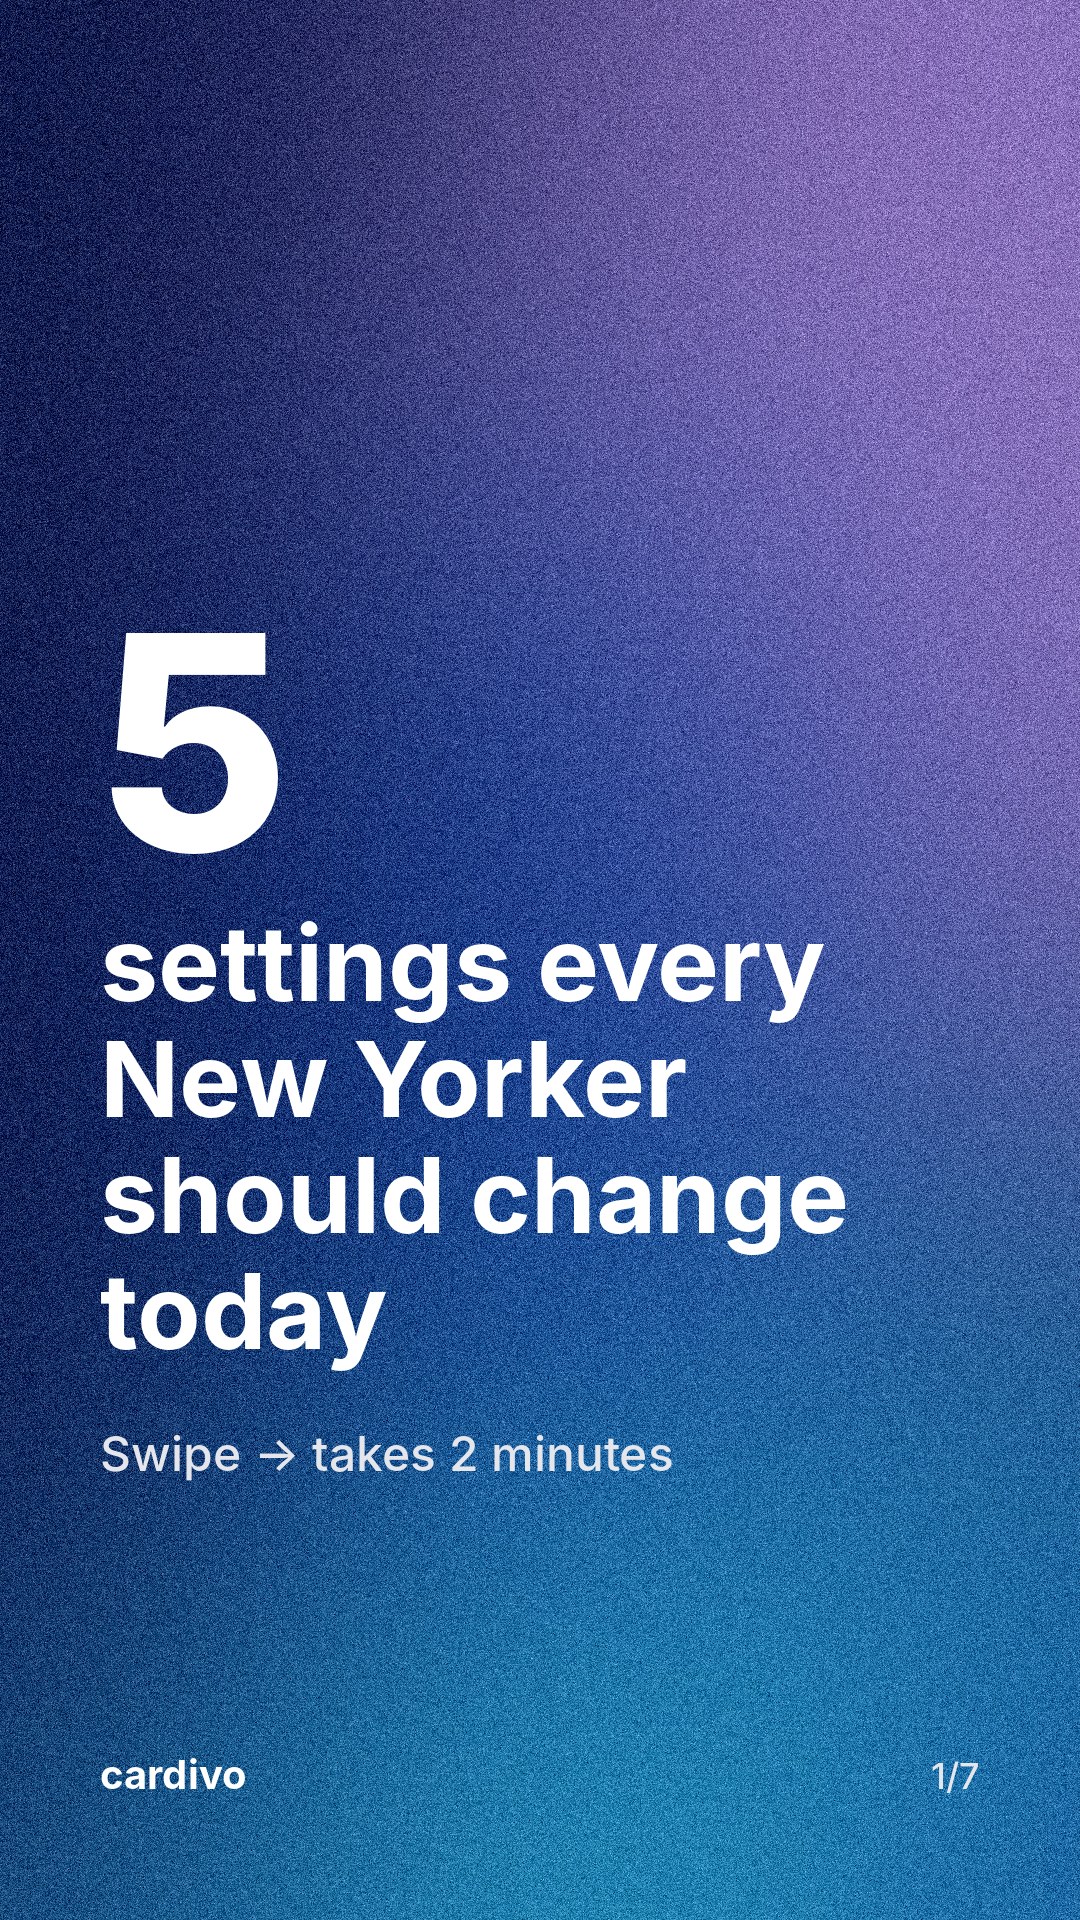 5
settings every
New Yorker
should change
today
Swipe → takes 2 minutes
cardivo
1/7